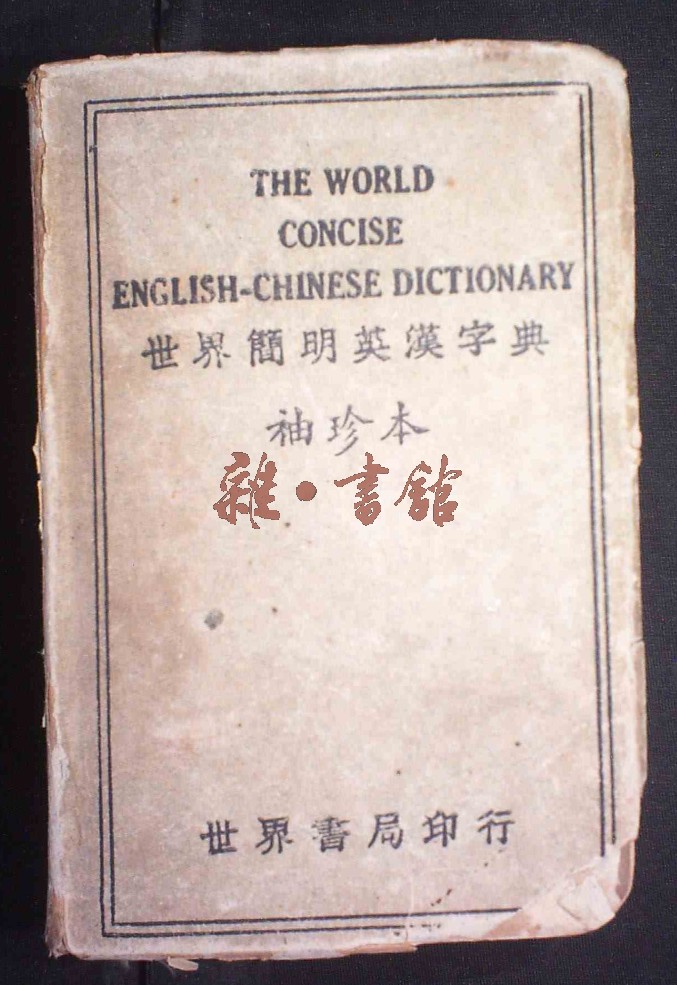 THE WORLD
CONCISE
ENGLISH-CHINESE DICTIONARY
世界簡明英漢字典
袖珍本
雜·書館
世界書局印行